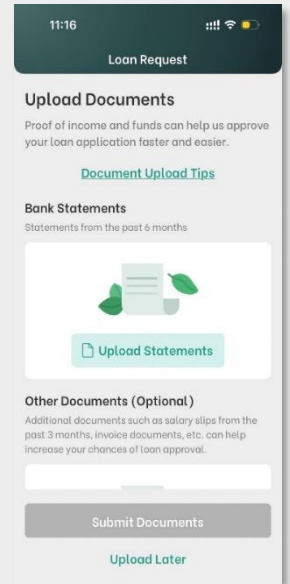 11:16
Loan Request
Upload Documents
Proof of income and funds can help us approve
your loan application faster and easier.
Document Upload Tips
Bank Statements
Statements from the past 6 months
Upload Statements
Other Documents (Optional)
Additional documents such as salary slips from the
past 3 months, invoice documents, etc. can help
increase your chances of loan approval.
Submit Documents
Upload Later